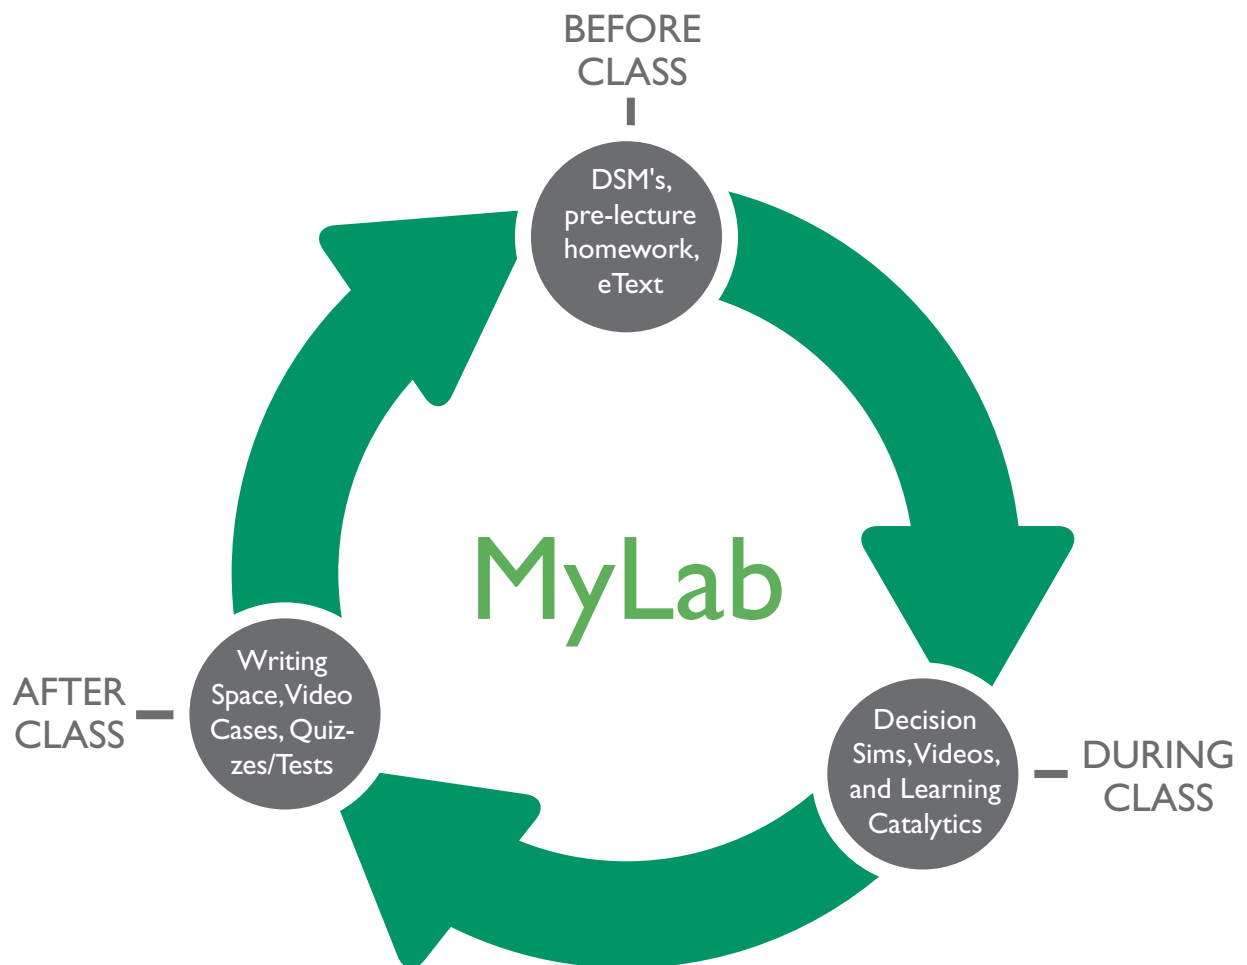 BEFORE
CLASS
DSM's,
pre-lecture
homework,
eText
MyLab
AFTER
CLASS
Writing
Space, Video
Cases, Quiz-
zes/Tests
Decision
Sims, Videos,
and Learning
Catalytics
DURING
CLASS